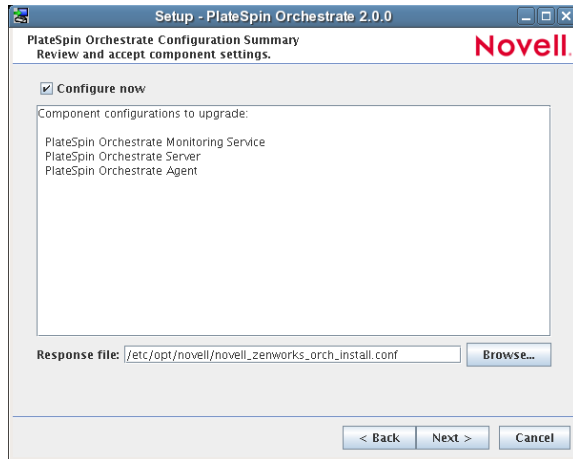 Setup - PlateSpin Orchestrate 2.0.0
PlateSpin Orchestrate Configuration Summary
Review and accept component settings.
Novell.
Configure now
Component configurations to upgrade:
PlateSpin Orchestrate Monitoring Service
PlateSpin Orchestrate Server
PlateSpin Orchestrate Agent
Response file: /etc/opt/novell/novell_zenworks_orch_install.conf Browse...
< Back Next > Cancel